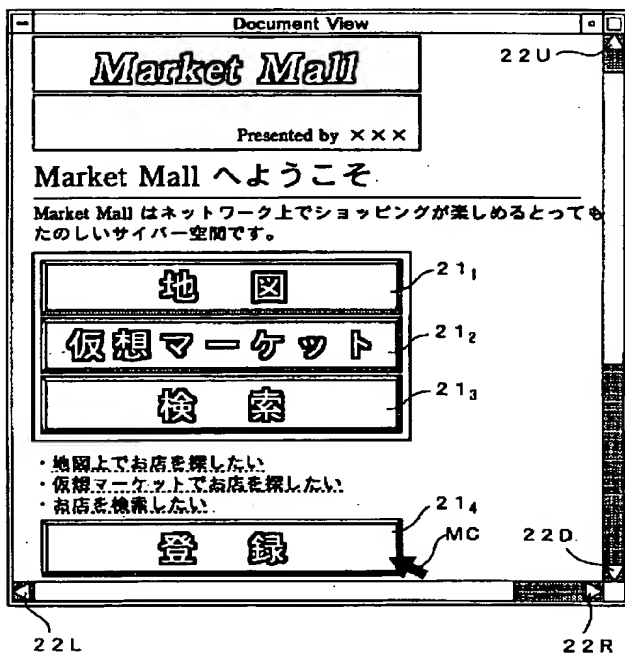 Document View
Market Mall
22U
Presented by ×××
Market Mall へようこそ
Market Mall はネットワーク上でショッピングが楽しめるとっても
たのしいサイバー空間です。
地 図
21₁
仮想マーケット
21₂
検 索
21₃
・地図上でお店を探したい
・仮想マーケットでお店を探したい
・お店を検索したい
21₄
登 録
MC
22D
22L
22R